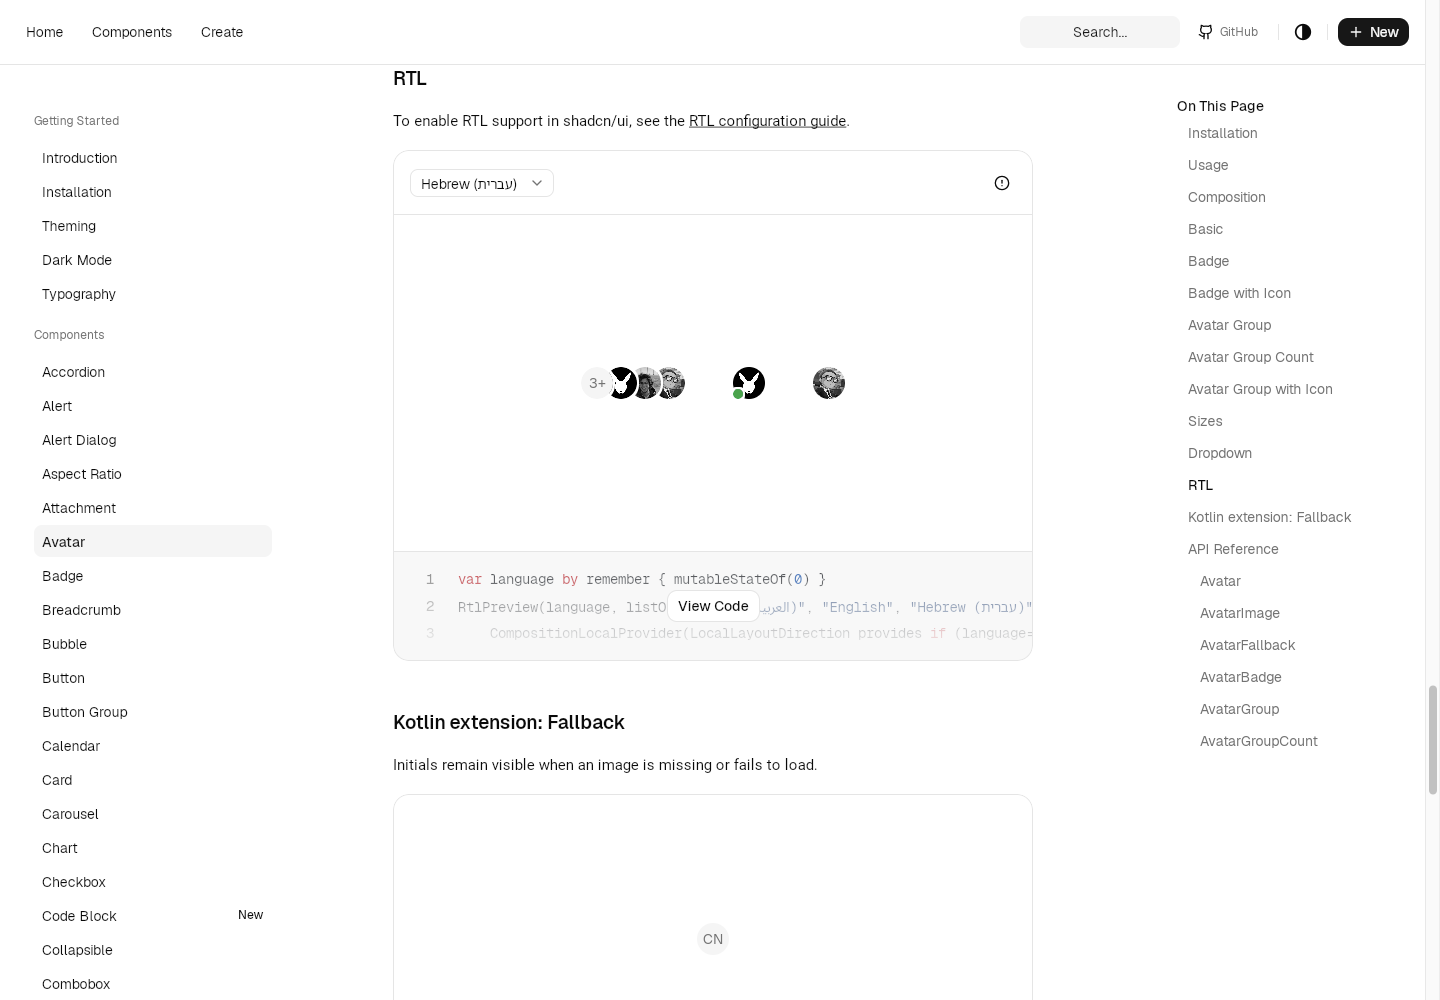 Home
Components
Create
Search...
GitHub
New
Getting Started
Introduction
Installation
Theming
Dark Mode
Typography
Components
Accordion
Alert
Alert Dialog
Aspect Ratio
Attachment
Avatar
Badge
Breadcrumb
Bubble
Button
Button Group
Calendar
Card
Carousel
Chart
Checkbox
Code Block New
Collapsible
Combobox
RTL
To enable RTL support in shadcn/ui, see the RTL configuration guide.
Hebrew (עברית)
3+
1 var language by remember { mutableStateOf(0) }
2 RtlPreview(language, listO
View Code
)", "English", "Hebrew (עברית)"
3 CompositionLocalProvider(LocalLayoutDirection provides if (language=
Kotlin extension: Fallback
Initials remain visible when an image is missing or fails to load.
CN
On This Page
Installation
Usage
Composition
Basic
Badge
Badge with Icon
Avatar Group
Avatar Group Count
Avatar Group with Icon
Sizes
Dropdown
RTL
Kotlin extension: Fallback
API Reference
Avatar
AvatarImage
AvatarFallback
AvatarBadge
AvatarGroup
AvatarGroupCount